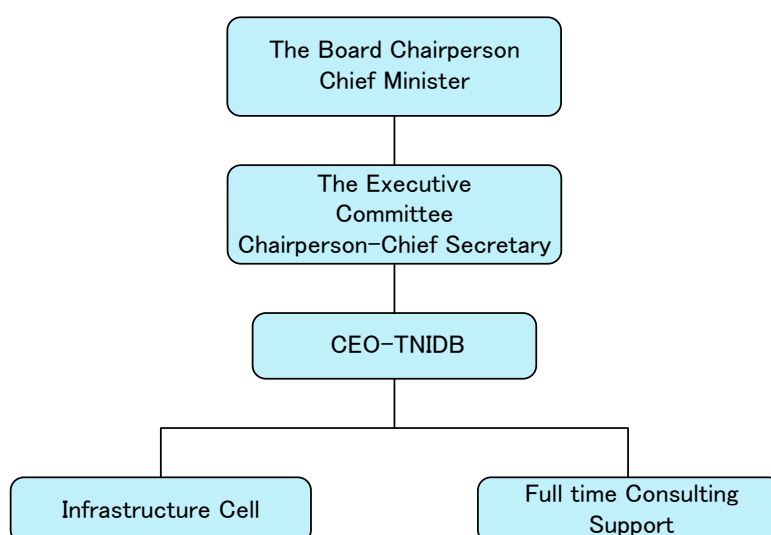 The Board Chairperson
Chief Minister
The Executive
Committee
Chairperson-Chief Secretary
CEO-TNIDB
Infrastructure Cell
Full time Consulting
Support